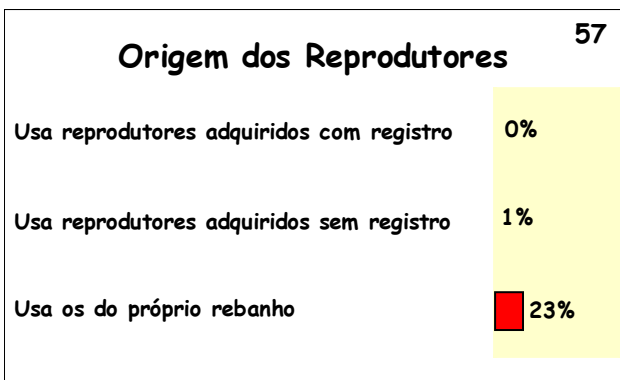 57
Origem dos Reprodutores
Usa reprodutores adquiridos com registro 0%
Usa reprodutores adquiridos sem registro 1%
Usa os do próprio rebanho 23%